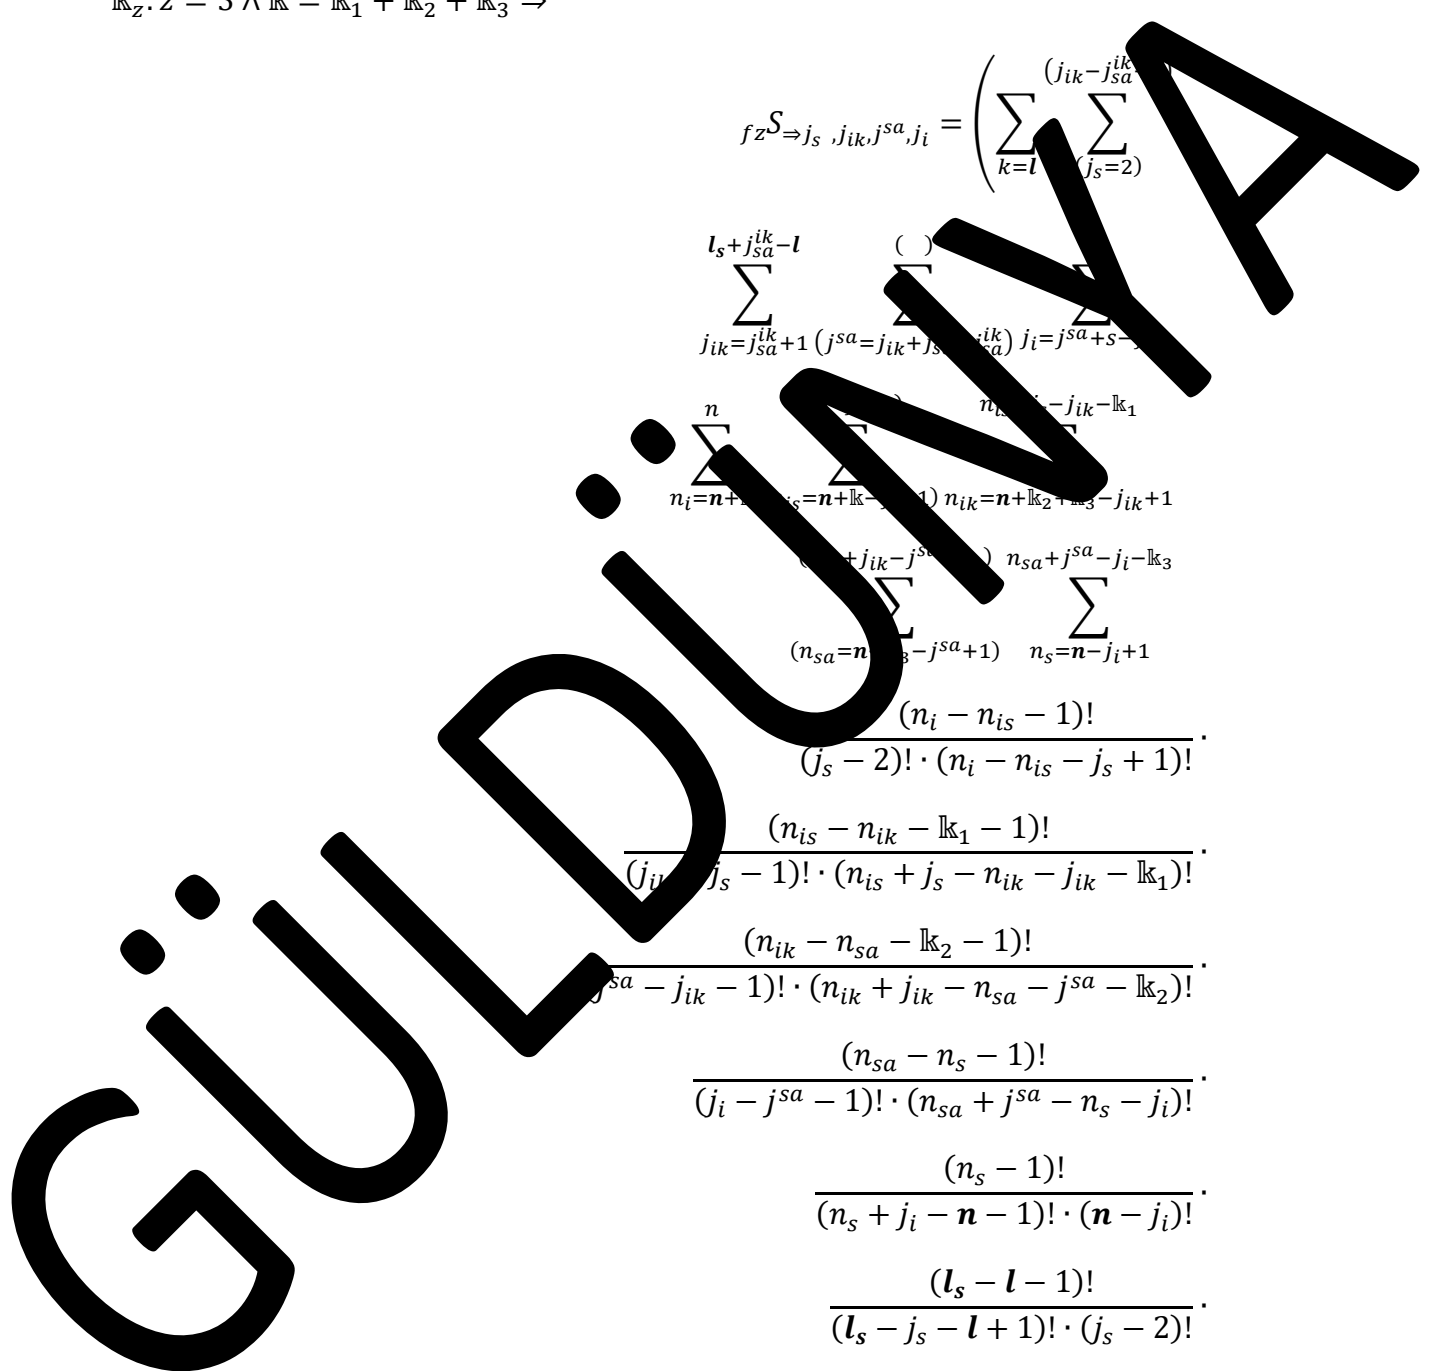 𝕜_z: z = 3 ∧ 𝕜 = 𝕜_1 + 𝕜_2 + 𝕜_3 ⇒
_{fz}S_{⇒j_s, j_{ik}, j^{sa}, j_i} = ( ∑_{k=l} ∑_{(j_s=2)}
∑_{j_{ik}=j_{sa}^{ik}+1}^{l_s+j_{sa}^{ik}-l} ∑^{( )} ∑
∑_{n_i=n+}^{n} ∑ ∑_{n_{ik}=n+𝕜_2+𝕜_3-j_{ik}+1}
∑ ∑_{n_s=n-j_i+1}^{n_{sa}+j^{sa}-j_i-𝕜_3}
(n_i − n_{is} − 1)!
(j_s − 2)! · (n_i − n_{is} − j_s + 1)! ·
(n_{is} − n_{ik} − 𝕜_1 − 1)!
j_s − 1)! · (n_{is} + j_s − n_{ik} − j_{ik} − 𝕜_1)! ·
(n_{ik} − n_{sa} − 𝕜_2 − 1)!
j^{sa} − j_{ik} − 1)! · (n_{ik} + j_{ik} − n_{sa} − j^{sa} − 𝕜_2)! ·
(n_{sa} − n_s − 1)!
(j_i − j^{sa} − 1)! · (n_{sa} + j^{sa} − n_s − j_i)! ·
(n_s − 1)!
(n_s + j_i − n − 1)! · (n − j_i)! ·
(l_s − l − 1)!
(l_s − j_s − l + 1)! · (j_s − 2)! ·
GÜLDÜNYA